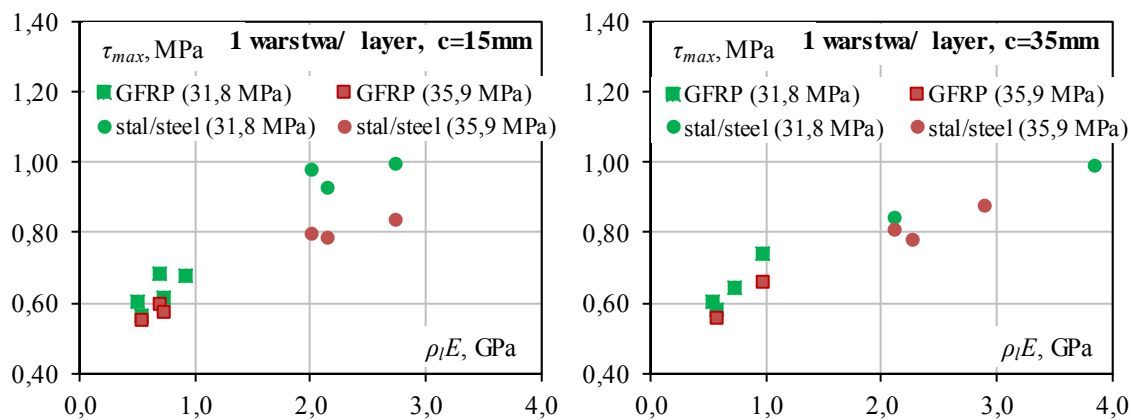 1,40
1 warstwa/ layer, c=15mm
τmax, MPa
GFRP (31,8 MPa) GFRP (35,9 MPa)
1,20
stal/steel (31,8 MPa) stal/steel (35,9 MPa)
1,00
0,80
0,60
ρlE, GPa
0,40
0,0 1,0 2,0 3,0 4,0
1,40
1 warstwa/ layer, c=35mm
τmax, MPa
GFRP (31,8 MPa) GFRP (35,9 MPa)
1,20
stal/steel (31,8 MPa) stal/steel (35,9 MPa)
1,00
0,80
0,60
ρlE, GPa
0,40
0,0 1,0 2,0 3,0 4,0